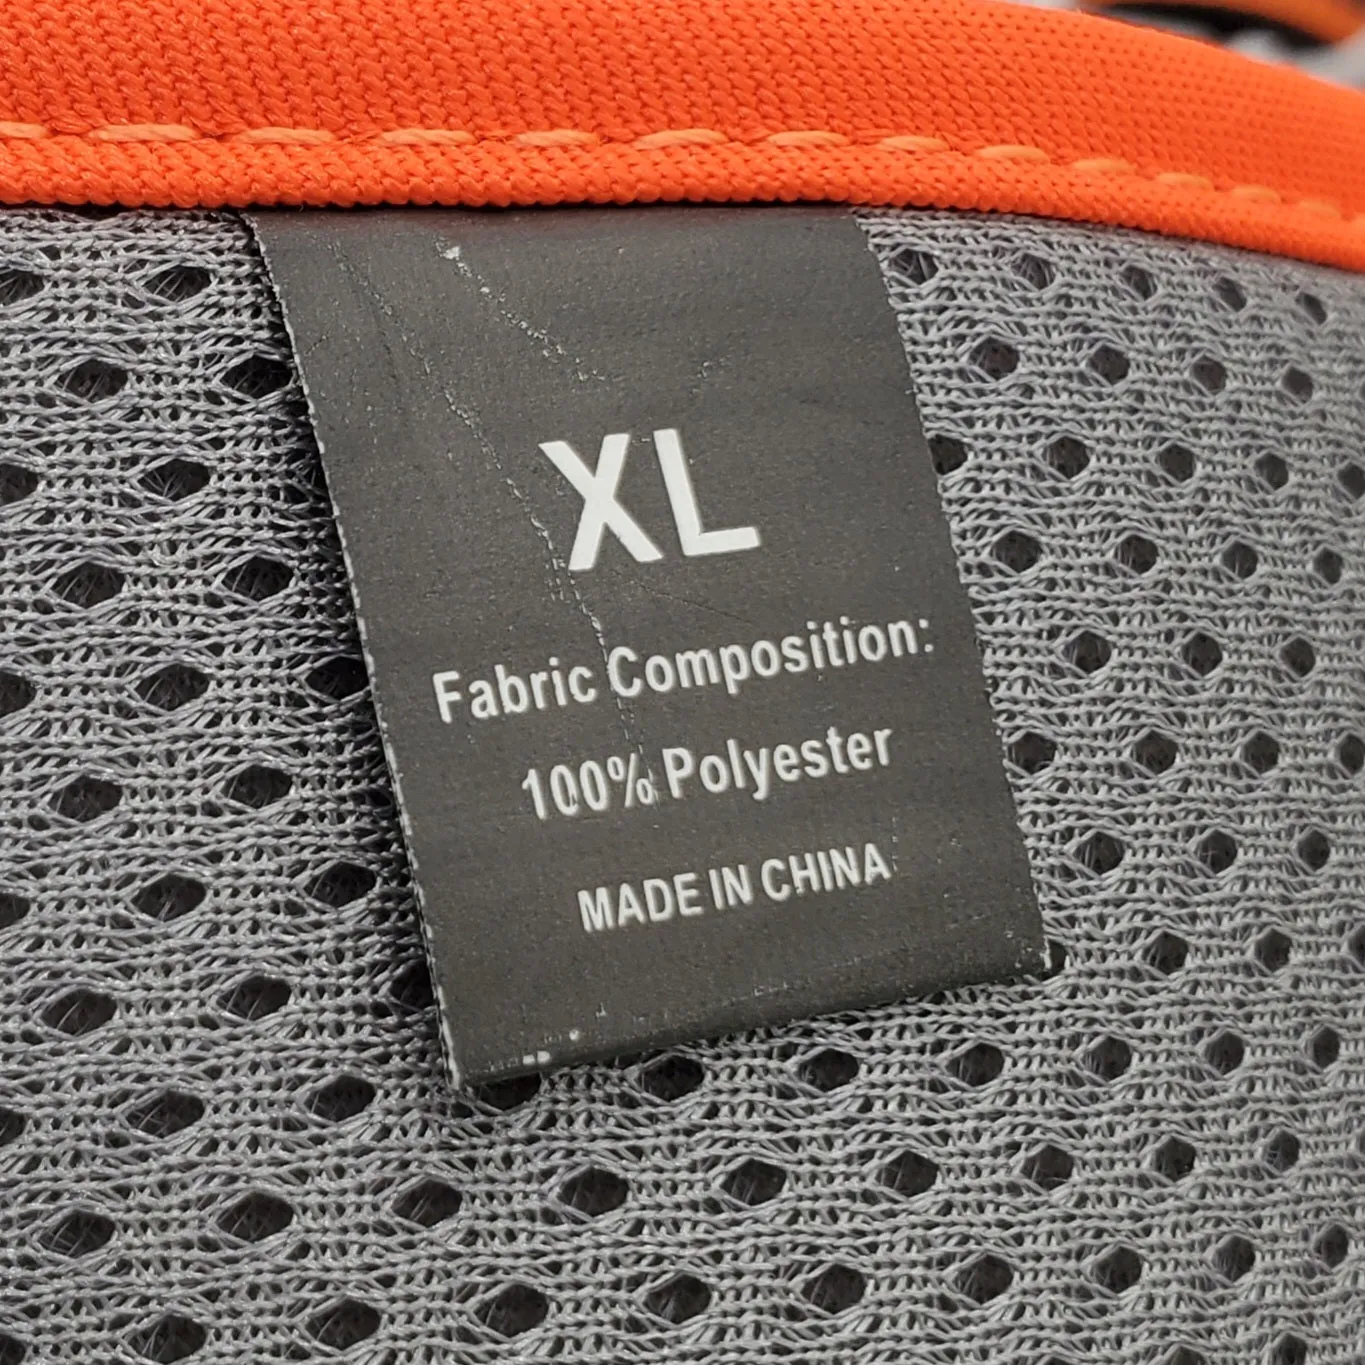 XL
Fabric Composition:
100% Polyester
MADE IN CHINA